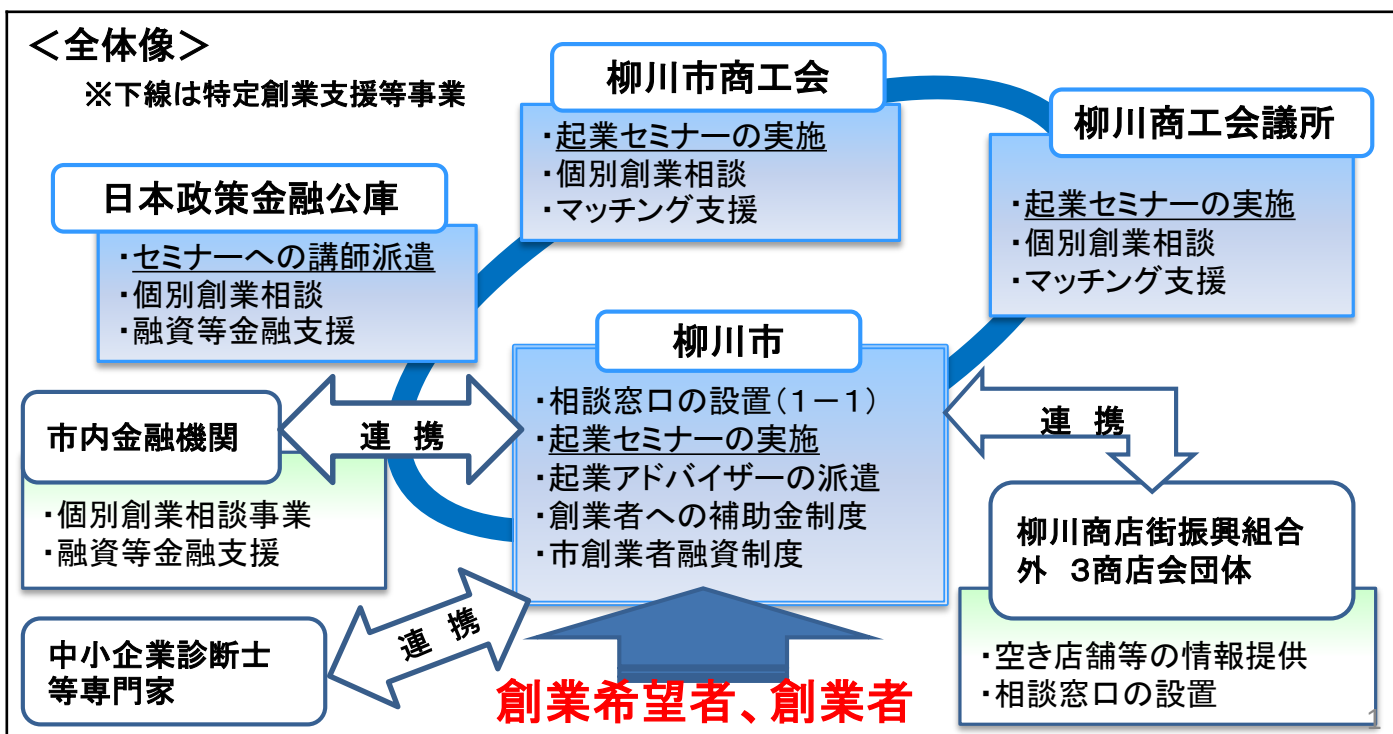 ＜全体像＞
※下線は特定創業支援等事業
柳川市商工会
・起業セミナーの実施
・個別創業相談
・マッチング支援
柳川商工会議所
・起業セミナーの実施
・個別創業相談
・マッチング支援
日本政策金融公庫
・セミナーへの講師派遣
・個別創業相談
・融資等金融支援
柳川市
・相談窓口の設置（１－１）
・起業セミナーの実施
・起業アドバイザーの派遣
・創業者への補助金制度
・市創業者融資制度
市内金融機関
連 携
・個別創業相談事業
・融資等金融支援
連 携
柳川商店街振興組合
外 ３商店会団体
・空き店舗等の情報提供
・相談窓口の設置
中小企業診断士
等専門家
連 携
創業希望者、創業者
1